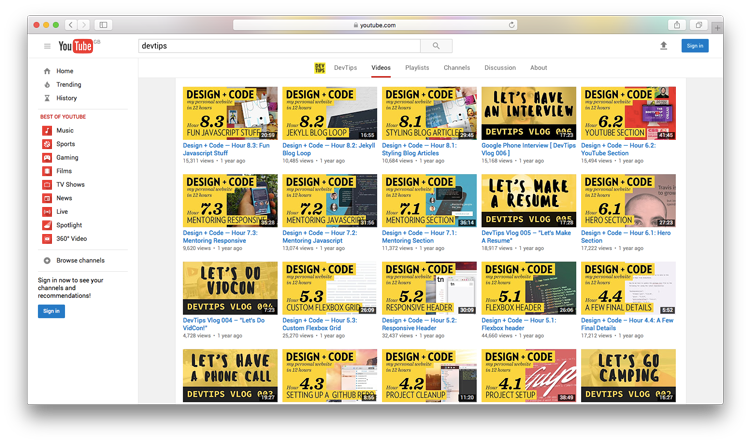 youtube.com
YouTube GB
devtips
Sign in
DEV TIPS
DevTips
Videos
Playlists
Channels
Discussion
About
Home
Trending
History
BEST OF YOUTUBE
Music
Sports
Gaming
Films
TV Shows
News
Live
Spotlight
360° Video
Browse channels
Sign in now to see your
channels and
recommendations!
Sign in
DESIGN + CODE
my personal website
in 12 hours
Hour 8.3
FUN JAVASCRIPT STUFF
30:59
Design + Code — Hour 8.3: Fun
Javascript Stuff
15,311 views • 1 year ago
DESIGN + CODE
my personal website
in 12 hours
Hour 8.2
JEKYLL BLOG LOOP
16:55
Design + Code — Hour 8.2: Jekyll
Blog Loop
10,485 views • 1 year ago
DESIGN + CODE
my personal website
in 12 hours
Hour 8.1
STYLING BLOG ARTICLES
29:45
Design + Code — Hour 8.1:
Styling Blog Articles
10,684 views • 1 year ago
LET'S HAVE
AN INTERVIEW
DEVTIPS VLOG 006
17:23
Google Phone Interview [ DevTips
Vlog 006 ]
15,168 views • 1 year ago
DESIGN + CODE
my personal website
in 12 hours
Hour 6.2
YOUTUBE SECTION
41:45
Design + Code — Hour 6.2:
YouTube Section
15,494 views • 1 year ago
DESIGN + CODE
my personal website
in 12 hours
Hour 7.3
MENTORING RESPONSIVE
Design + Code — Hour 7.3:
Mentoring Responsive
9,620 views • 1 year ago
DESIGN + CODE
my personal website
in 12 hours
Hour 7.2
MENTORING JAVASCRIPT
Design + Code — Hour 7.2:
Mentoring Javascript
13,074 views • 1 year ago
DESIGN + CODE
my personal website
in 12 hours
Hour 7.1
MENTORING SECTION
36:14
Design + Code — Hour 7.1:
Mentoring Section
11,372 views • 1 year ago
LET'S MAKE
A RESUME
DEVTIPS VLOG 005
DevTips Vlog 005 – "Let's Make
A Resume"
18,917 views • 1 year ago
DESIGN + CODE
my personal website
in 12 hours
Hour 6.1
HERO SECTION
27:23
Design + Code — Hour 6.1: Hero
Section
17,222 views • 1 year ago
LET'S DO
VIDCON
DEVTIPS VLOG 004
7:23
DevTips Vlog 004 – "Let's Do
VidCon!"
4,728 views • 1 year ago
DESIGN + CODE
my personal website
in 12 hours
Hour 5.3
CUSTOM FLEXBOX GRID
26:09
Design + Code — Hour 5.3:
Custom Flexbox Grid
25,270 views • 1 year ago
DESIGN + CODE
my personal website
in 12 hours
Hour 5.2
RESPONSIVE HEADER
30:09
Design + Code — Hour 5.2:
Responsive Header
32,437 views • 1 year ago
DESIGN + CODE
my personal website
in 12 hours
Hour 5.1
FLEXBOX HEADER
26:06
Design + Code — Hour 5.1:
Flexbox header
44,660 views • 1 year ago
DESIGN + CODE
my personal website
in 12 hours
Hour 4.4
A FEW FINAL DETAILS
5:52
Design + Code — Hour 4.4: A Few
Final Details
17,212 views • 1 year ago
LET'S HAVE
A PHONE CALL
DEVTIPS VLOG 003
19:27
DESIGN + CODE
my personal website
in 12 hours
Hour 4.3
SETTING UP A GITHUB REPO
8:55
DESIGN + CODE
my personal website
in 12 hours
Hour 4.2
PROJECT CLEANUP
11:20
DESIGN + CODE
my personal website
in 12 hours
Hour 4.1
PROJECT SETUP
Gulp
38:49
LET'S GO
CAMPING
DEVTIPS VLOG 002
16:27